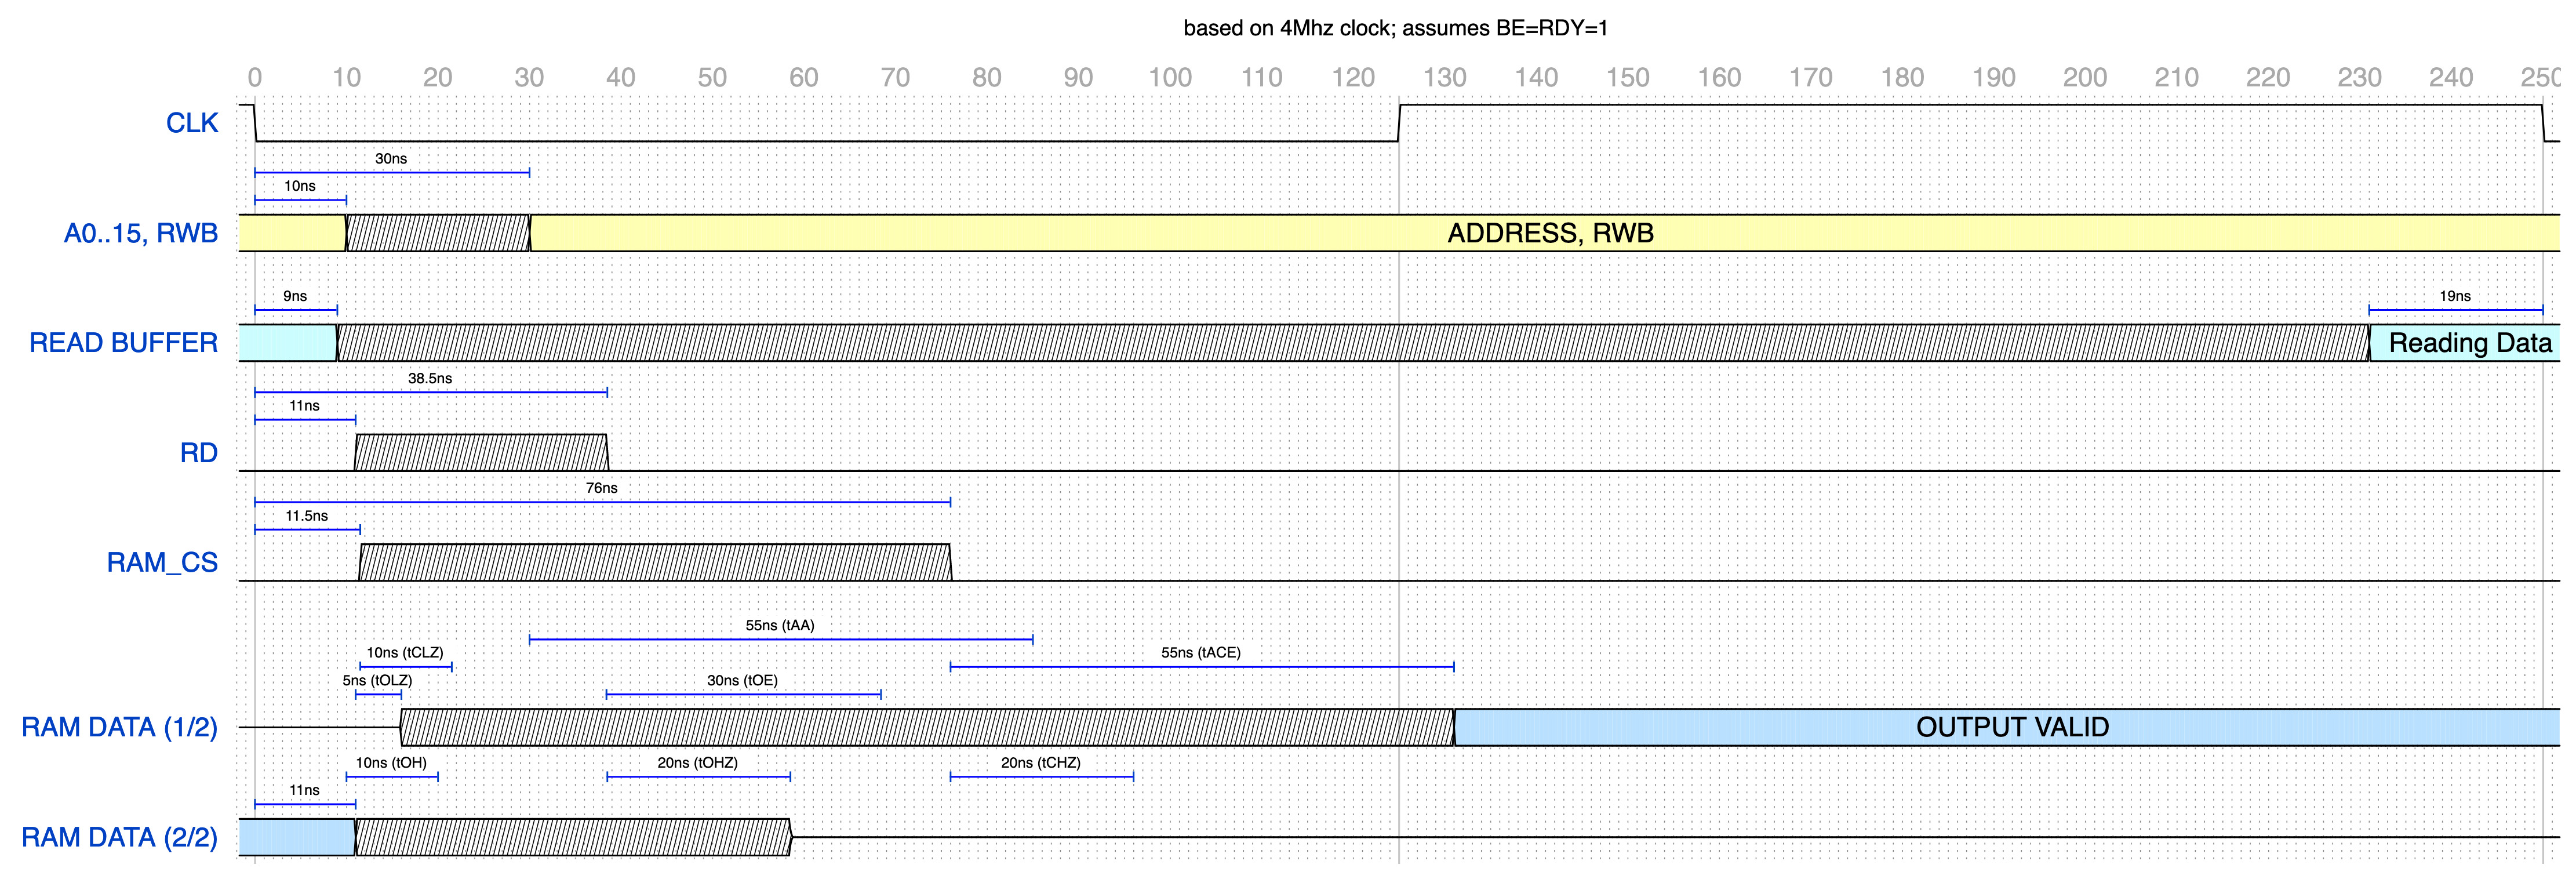 based on 4Mhz clock; assumes BE=RDY=1
0 10 20 30 40 50 60 70 80 90 100 110 120 130 140 150 160 170 180 190 200 210 220 230 240 250
CLK
30ns
10ns
A0..15, RWB ADDRESS, RWB
9ns 19ns
READ BUFFER Reading Data
38.5ns
11ns
RD
76ns
11.5ns
RAM_CS
55ns (tAA)
10ns (tCLZ) 55ns (tACE)
5ns (tOLZ) 30ns (tOE)
RAM DATA (1/2) OUTPUT VALID
10ns (tOH) 20ns (tOHZ) 20ns (tCHZ)
11ns
RAM DATA (2/2)